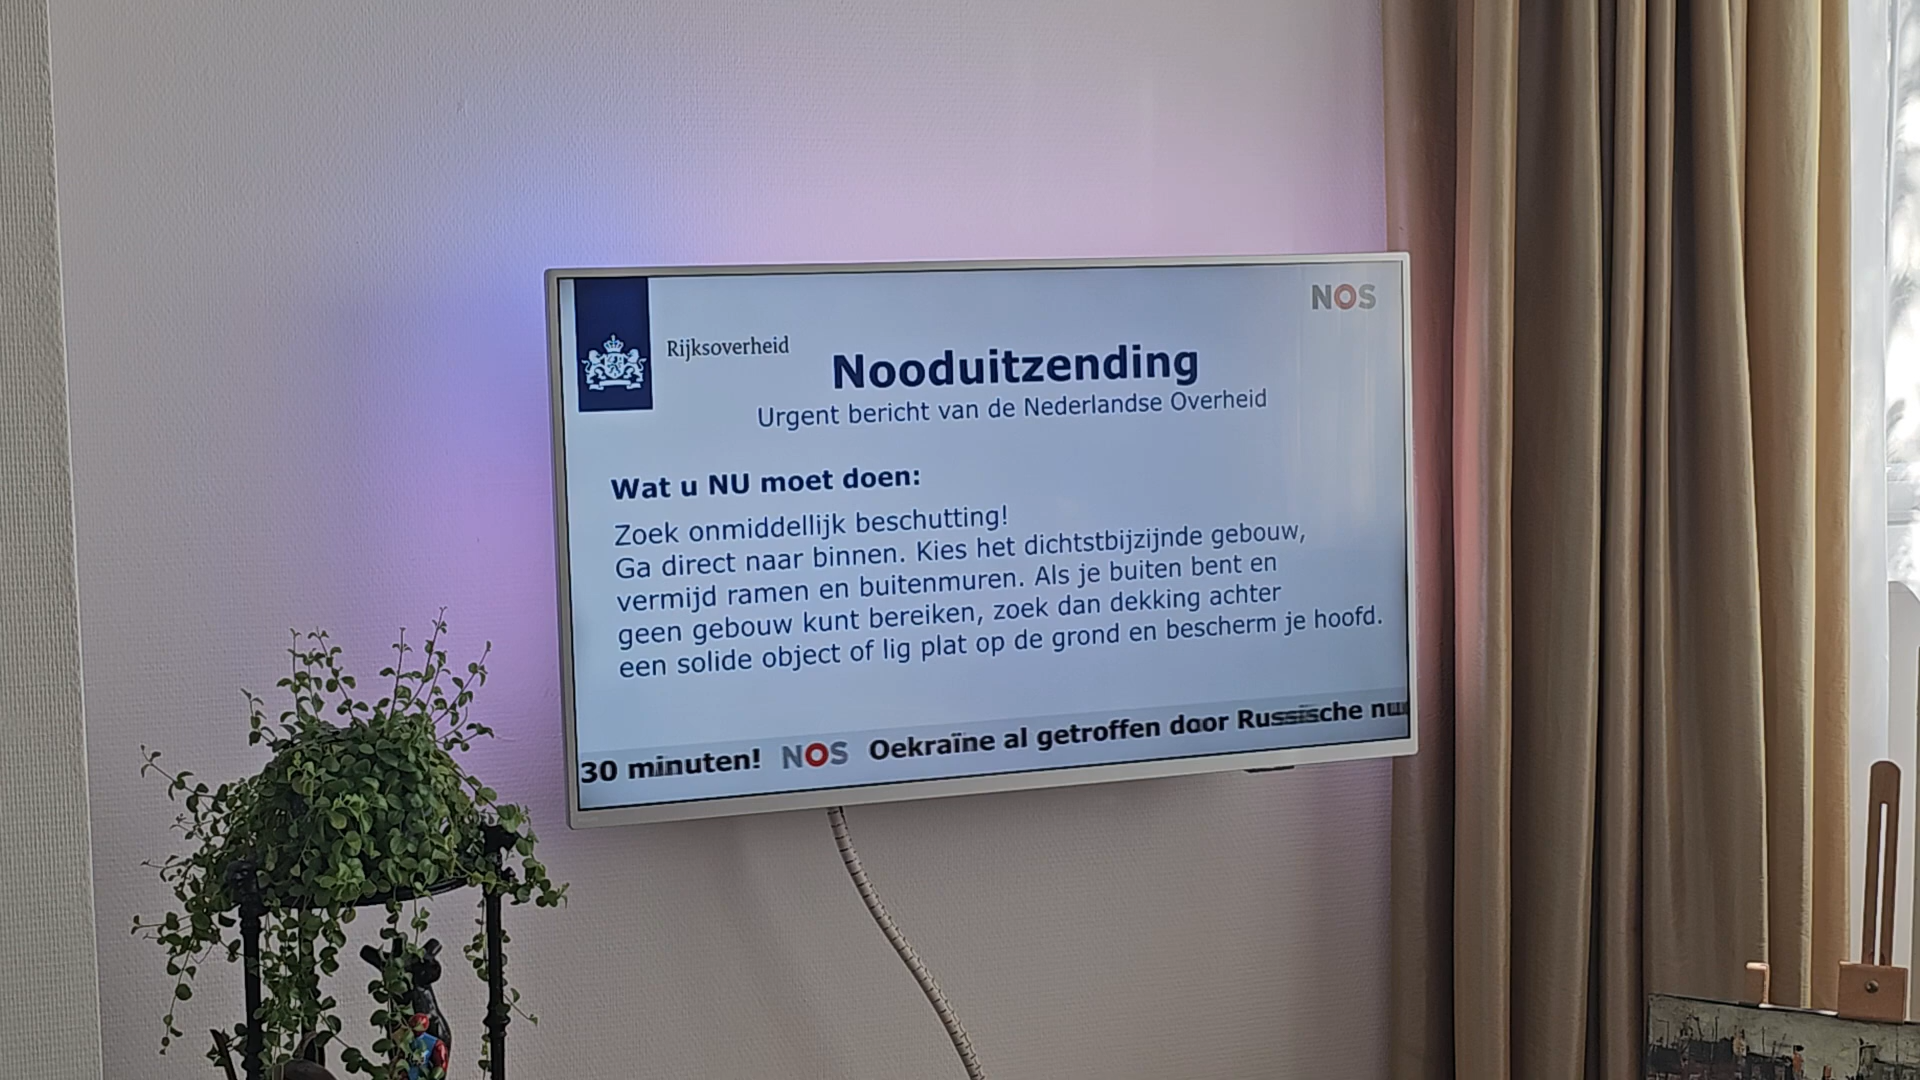 Rijksoverheid
NOS
Nooduitzending
Urgent bericht van de Nederlandse Overheid
Wat u NU moet doen:
Zoek onmiddellijk beschutting!
Ga direct naar binnen. Kies het dichtstbijzijnde gebouw,
vermijd ramen en buitenmuren. Als je buiten bent en
geen gebouw kunt bereiken, zoek dan dekking achter
een solide object of lig plat op de grond en bescherm je hoofd.
30 minuten! NOS Oekraïne al getroffen door Russische